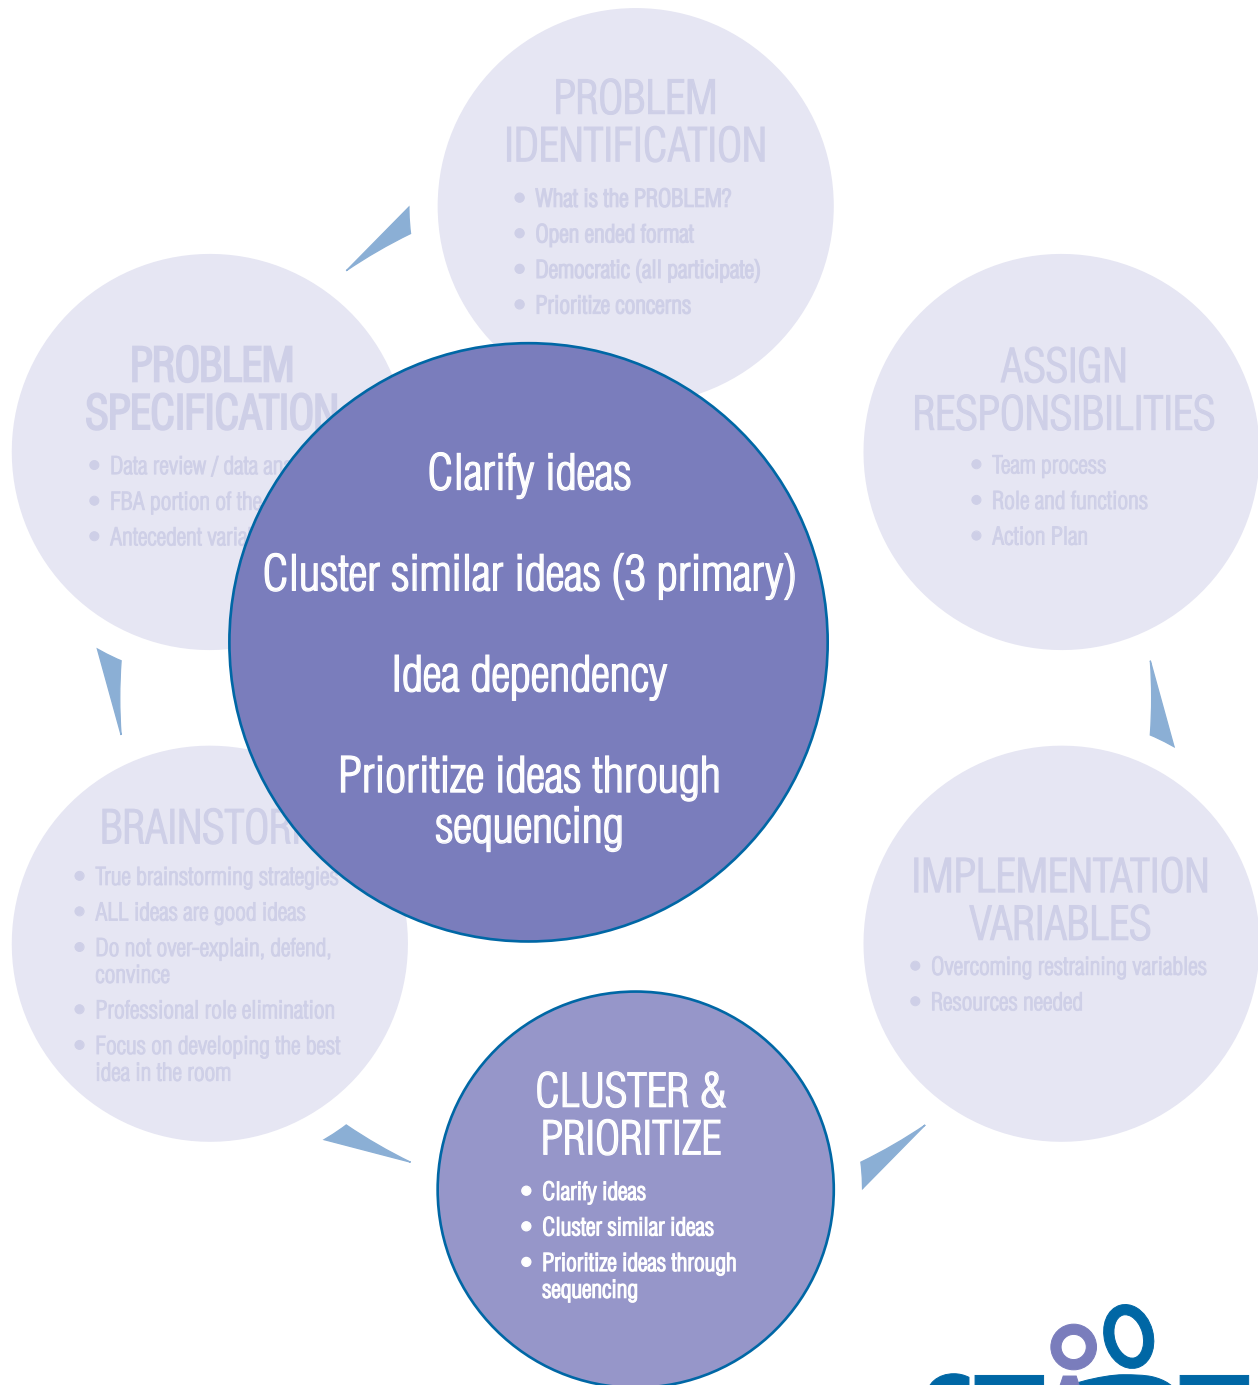 PROBLEM
IDENTIFICATION
• What is the PROBLEM?
• Open ended format
• Democratic (all participate)
• Prioritize concerns
PROBLEM
SPECIFICATION
• Data review / data
• FBA portion of the
• Antecedent
ASSIGN
RESPONSIBILITIES
• Team process
• Role and functions
• Action Plan
Clarify ideas
Cluster similar ideas (3 primary)
Idea dependency
Prioritize ideas through
sequencing
• True brainstorming strategies
• ALL ideas are good ideas
• Do not over-explain, defend,
convince
• Professional role elimination
• Focus on developing the best
idea in the room
IMPLEMENTATION
VARIABLES
• Overcoming restraining variables
• Resources needed
CLUSTER &
PRIORITIZE
• Clarify ideas
• Cluster similar ideas
• Prioritize ideas through
sequencing